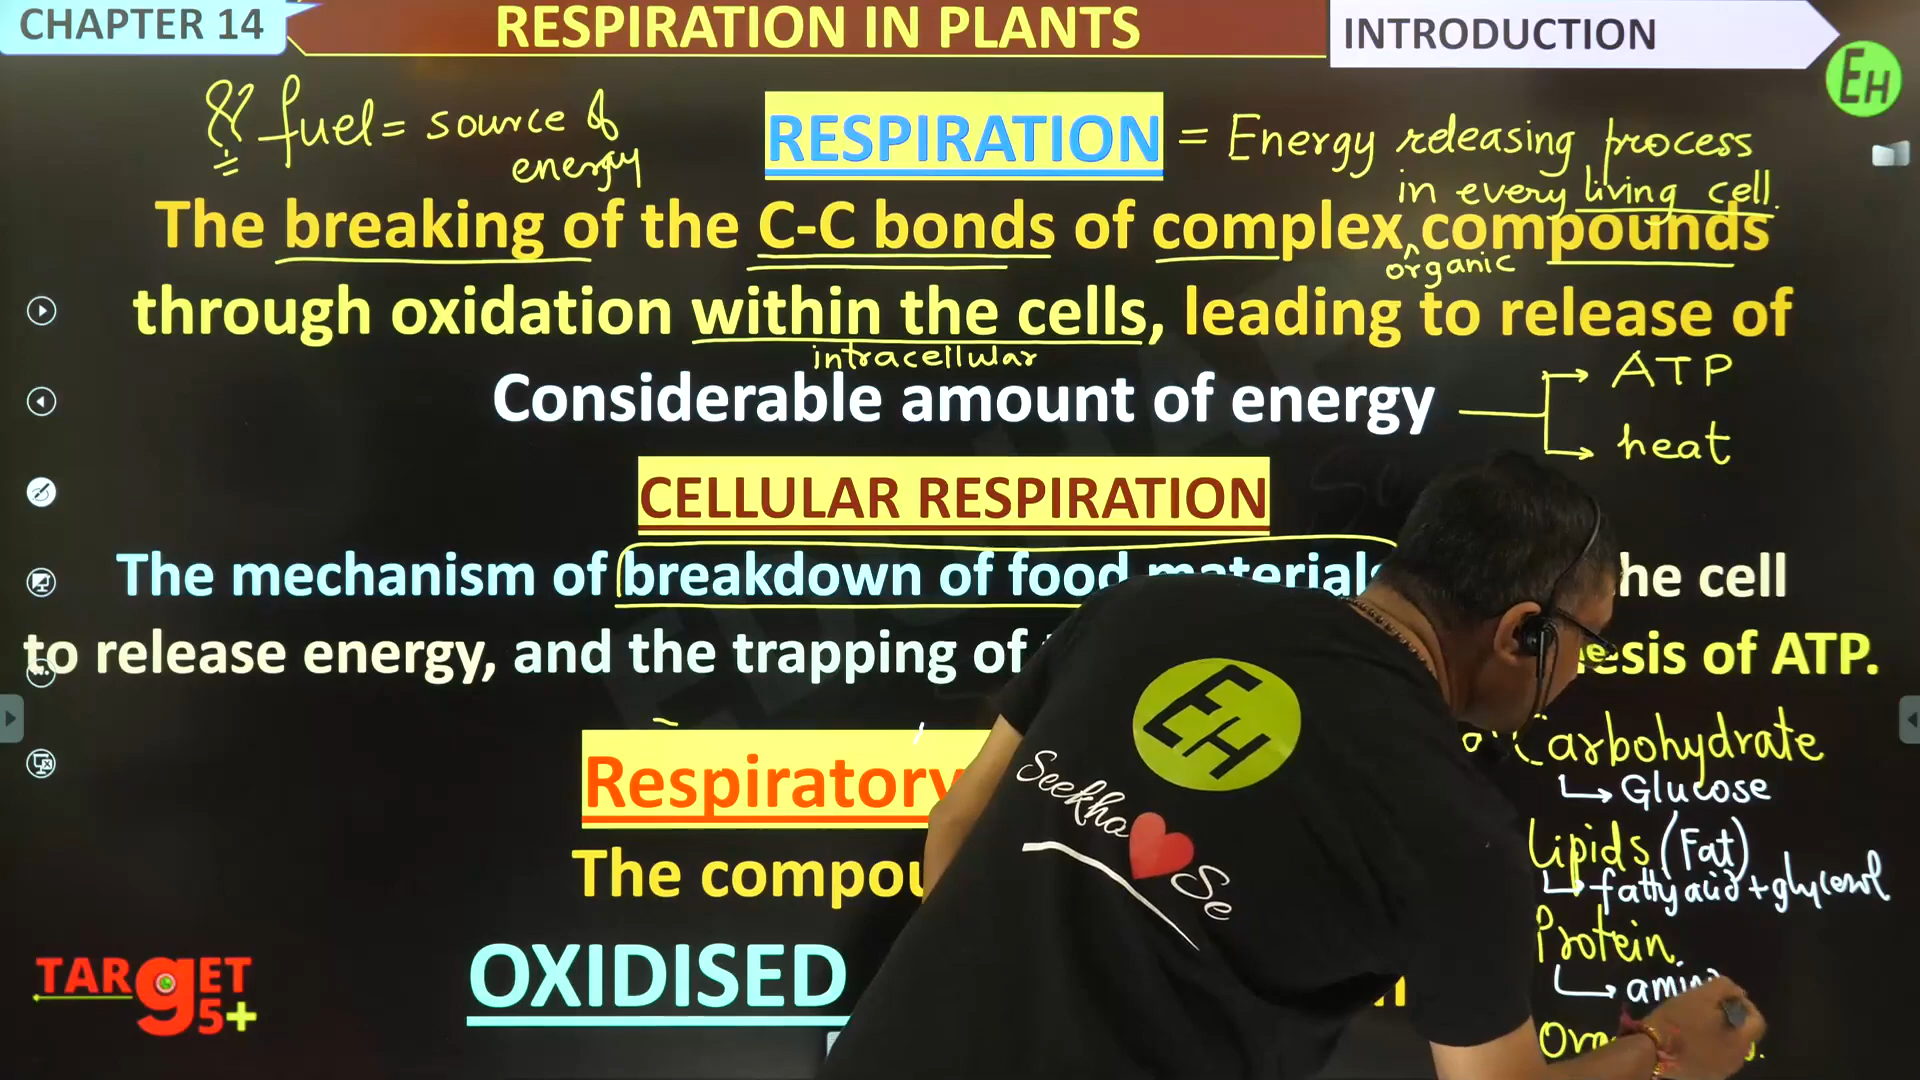 CHAPTER 14
RESPIRATION IN PLANTS
INTRODUCTION
EH
fuel = source of
energy
RESPIRATION = Energy releasing process
in every living cell.
The breaking of the C-C bonds of complex compounds
organic
through oxidation within the cells, leading to release of
intracellular
Considerable amount of energy
ATP
heat
CELLULAR RESPIRATION
The mechanism of breakdown of food materials he cell
to release energy, and the trapping of esis of ATP.
Respiratory
Carbohydrate
Glucose
The compou
Lipids (Fat)
fatty acid + glycerol
Protein
amin
OXIDISED
EH
Seekho
Se
TARGET
95+